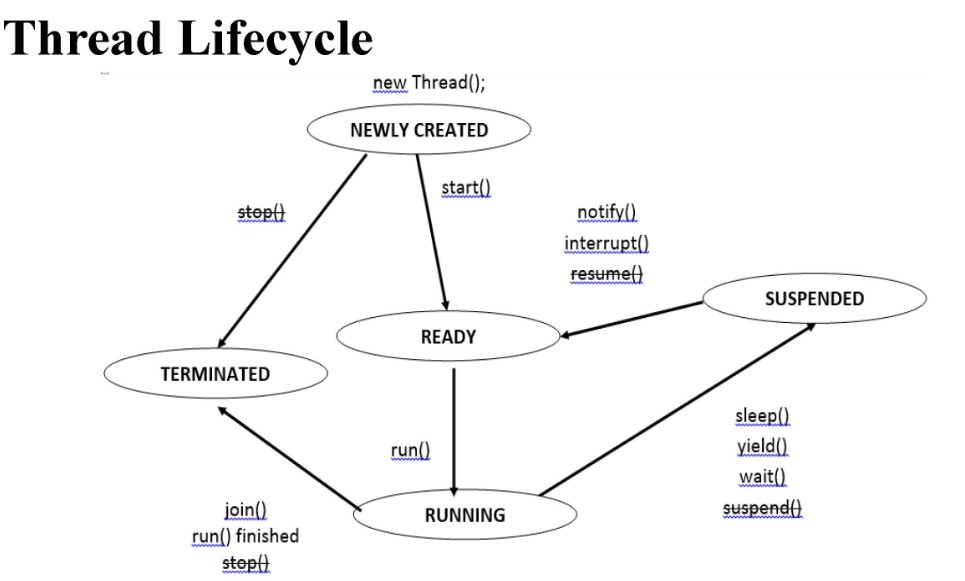 Thread Lifecycle
new Thread();
NEWLY CREATED
start()
stop()
notify()
interrupt()
resume()
SUSPENDED
READY
TERMINATED
sleep()
yield()
wait()
suspend()
run()
RUNNING
join()
run() finished
stop()